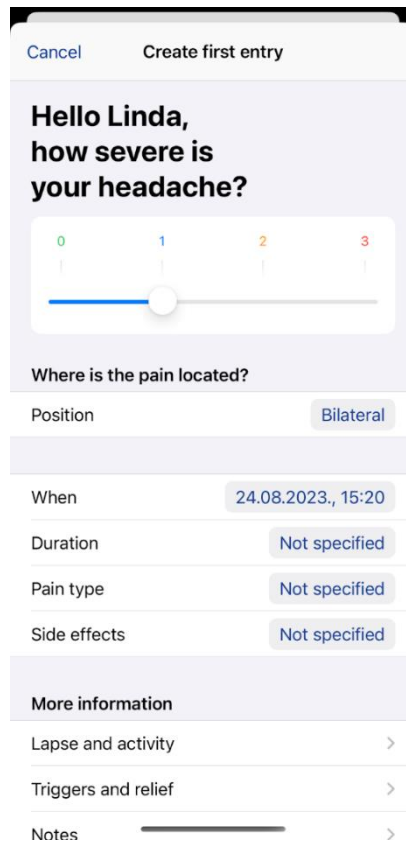 Cancel Create first entry
Hello Linda,
how severe is
your headache?
0 1 2 3
Where is the pain located?
Position Bilateral
When 24.08.2023., 15:20
Duration Not specified
Pain type Not specified
Side effects Not specified
More information
Lapse and activity
Triggers and relief
Notes